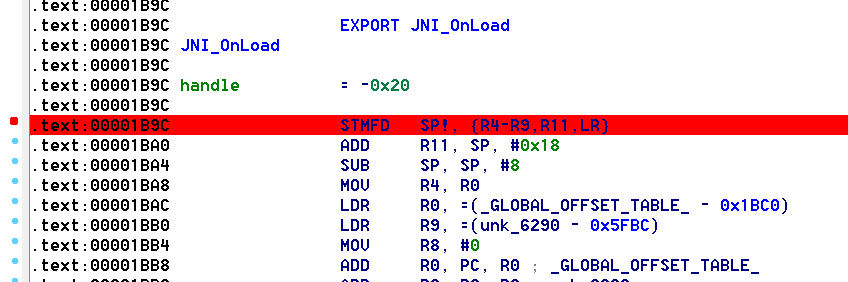 .text:00001B9C
.text:00001B9C EXPORT JNI_OnLoad
.text:00001B9C JNI_OnLoad
.text:00001B9C
.text:00001B9C handle = -0x20
.text:00001B9C
.text:00001B9C STMFD SP!, {R4-R9,R11,LR}
.text:00001BA0 ADD R11, SP, #0x18
.text:00001BA4 SUB SP, SP, #8
.text:00001BA8 MOV R4, R0
.text:00001BAC LDR R0, =(_GLOBAL_OFFSET_TABLE_ - 0x1BC0)
.text:00001BB0 LDR R9, =(unk_6290 - 0x5FBC)
.text:00001BB4 MOV R8, #0
.text:00001BB8 ADD R0, PC, R0 ; _GLOBAL_OFFSET_TABLE_